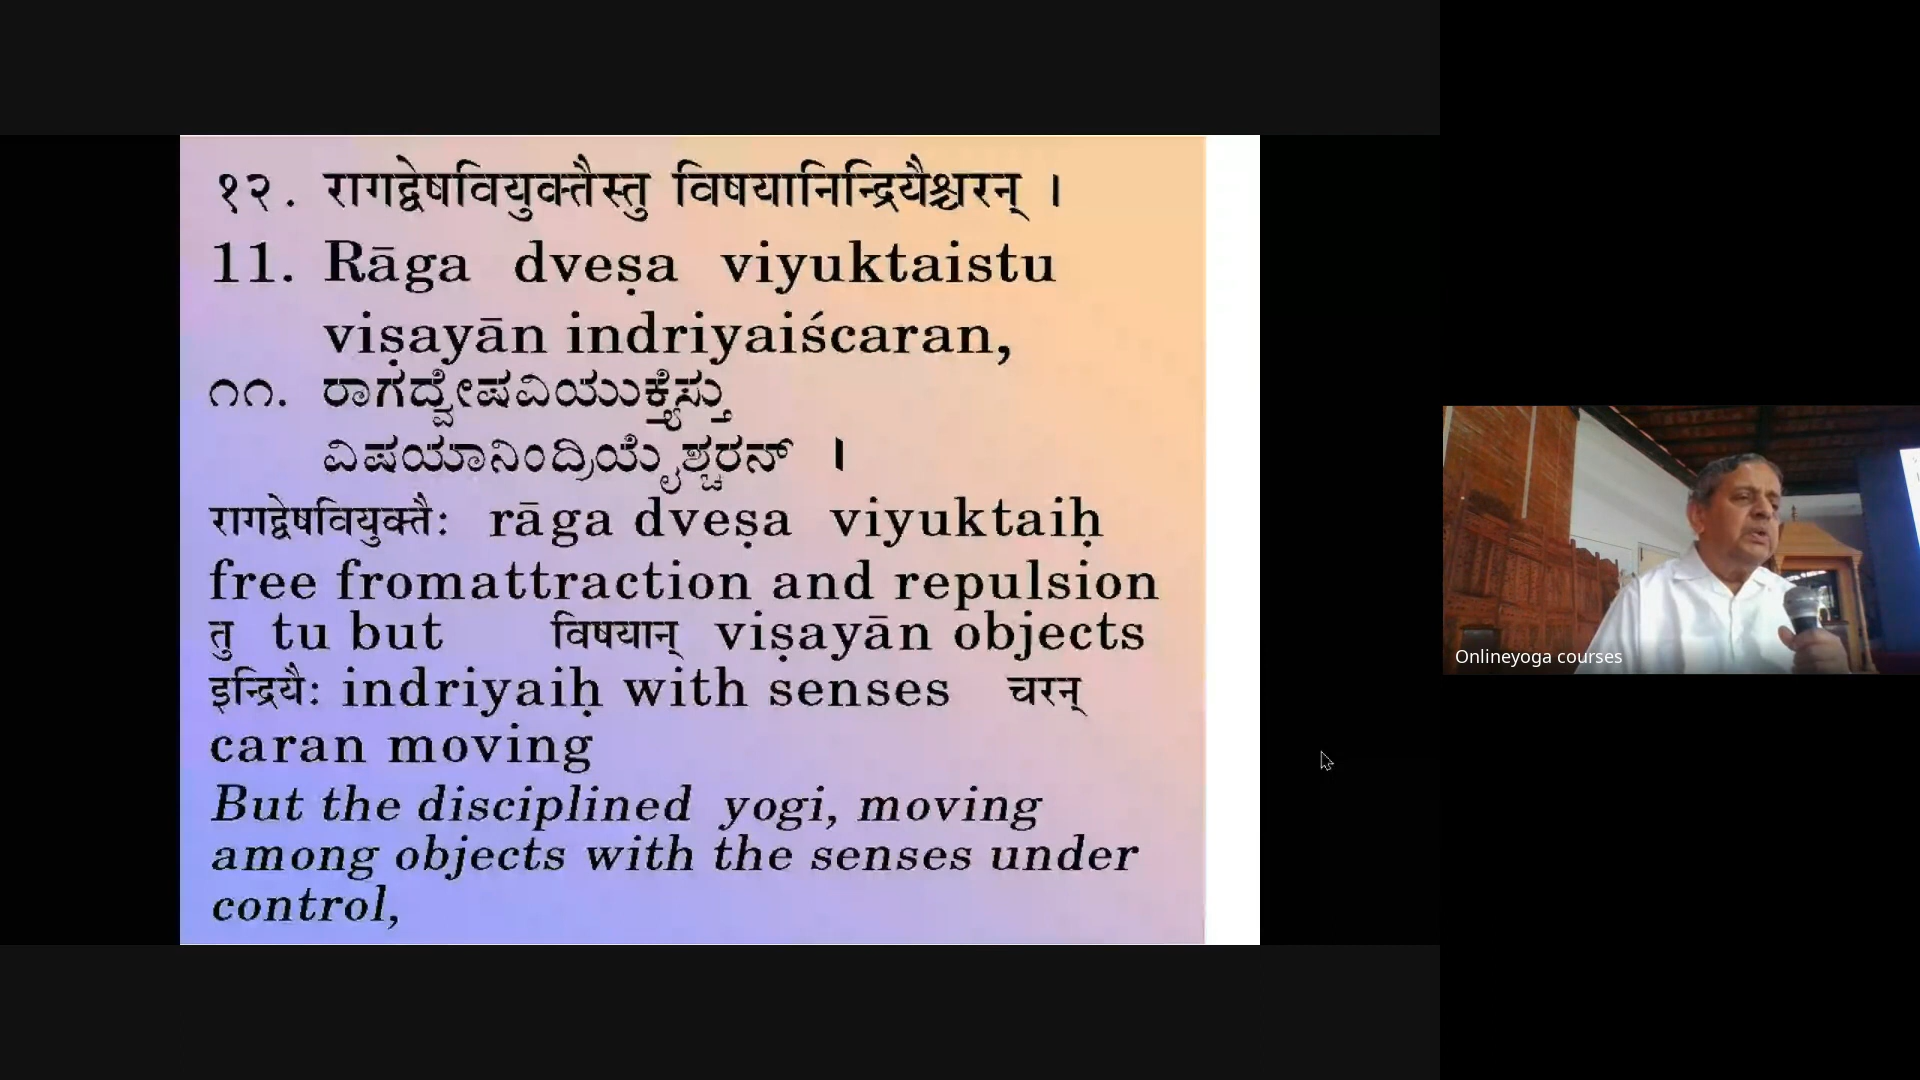 १२. रागद्वेषवियुक्तैस्तु विषयानिन्द्रियैश्चरन् ।
11. Rāga dveṣa viyuktaistu
viṣayān indriyaiścaran,
೧೧. ರಾಗದ್ವೇಷವಿಯುಕ್ತೈಸ್ತು
ವಿಷಯಾನಿಂದ್ರಿಯೈಶ್ಚರನ್ ।
रागद्वेषवियुक्तैः rāga dveṣa viyuktaiḥ
free fromattraction and repulsion
तु tu but विषयान् viṣayān objects
इन्द्रियैः indriyaiḥ with senses चरन्
caran moving
But the disciplined yogi, moving
among objects with the senses under
control,
Onlineyoga courses